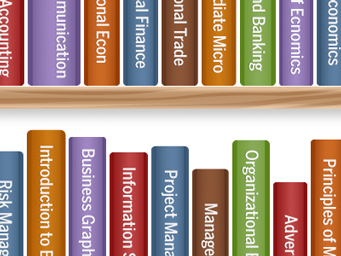 Accounting
munication
onal Econ
al Finance
onal Trade
diate Micro
nd Banking
f Ecnomics
conomics
Risk Manag
Introduction to B
Business Graph
Information S
Project Mana
Manage
Organizational B
Adver
Principles of M